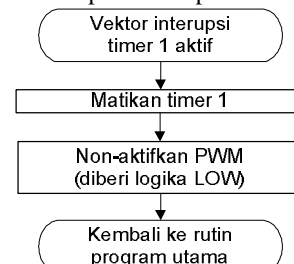 Vektor interupsi
timer 1 aktif
Matikan timer 1
Non-aktifkan PWM
(diberi logika LOW)
Kembali ke rutin
program utama